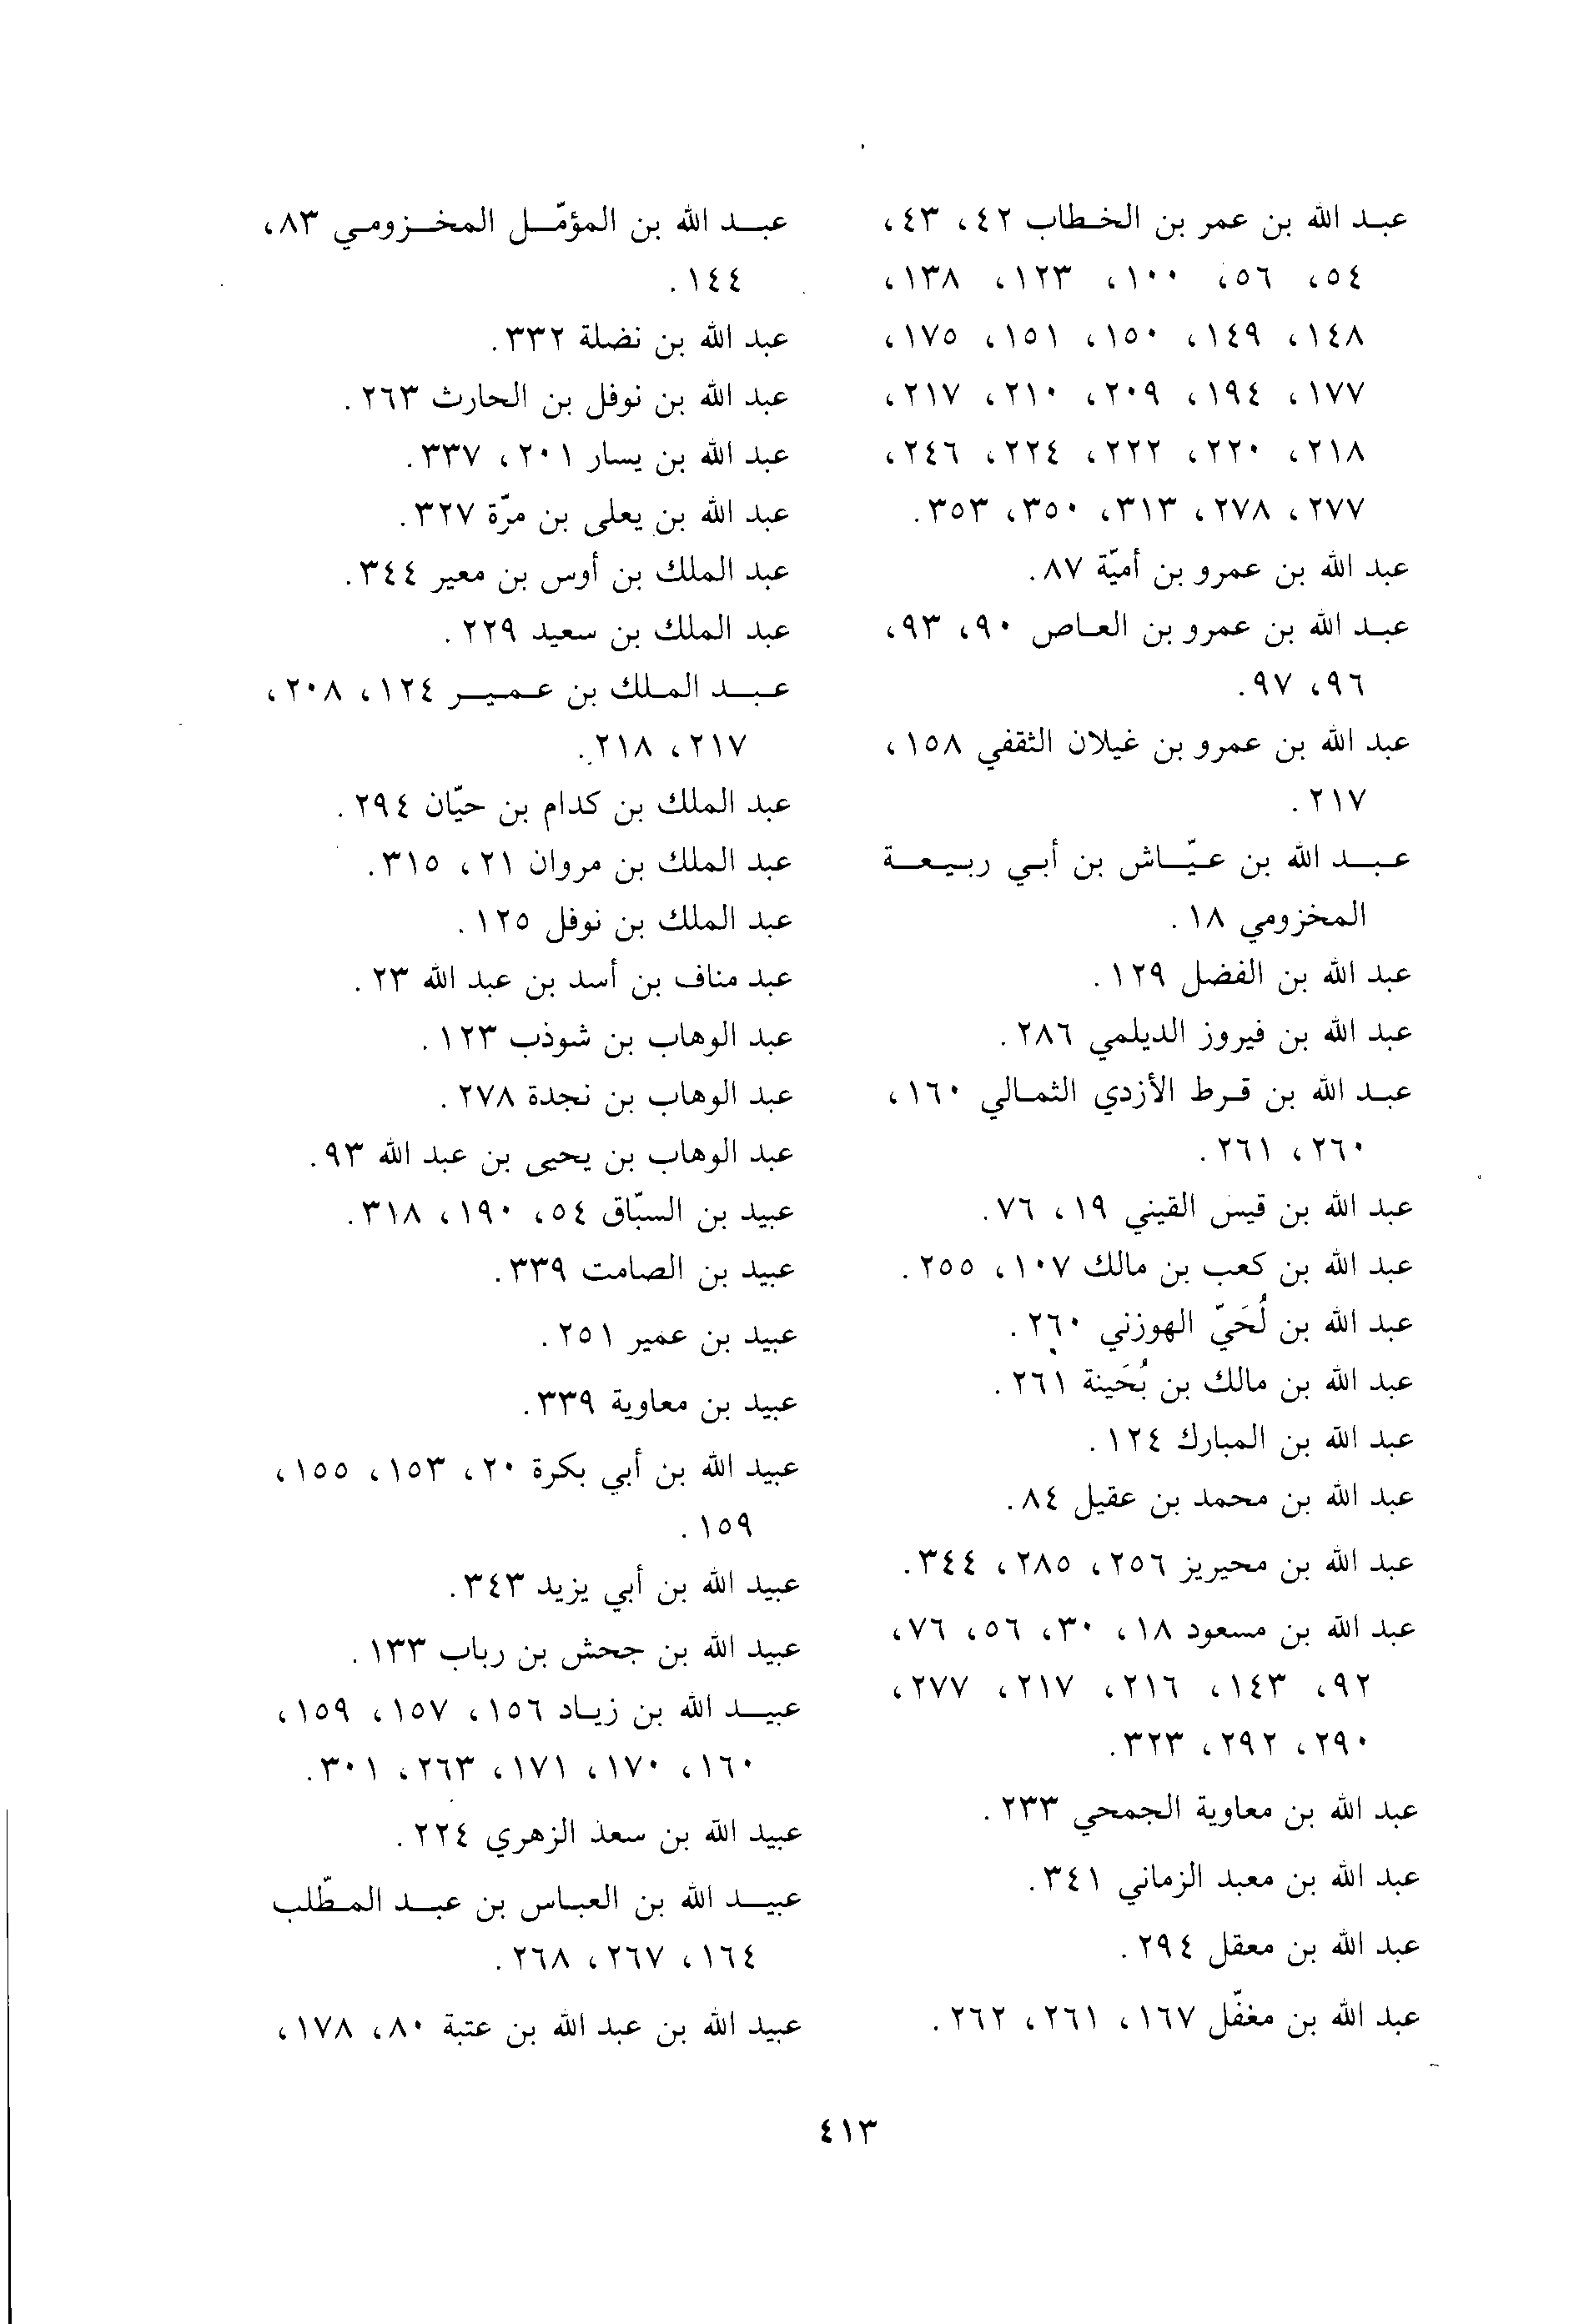 عبد الله بن عمر بن الخطاب ٤٢، ٤٣،
٥٤، ٥٦، ١٠٠، ١٢٣، ١٣٨،
١٤٨، ١٤٩، ١٥٠، ١٥١، ١٧٥،
١٧٧، ١٩٤، ٢٠٩، ٢١٠، ٢١٧،
٢١٨، ٢٢٠، ٢٢٢، ٢٢٤، ٢٤٦،
٢٧٧، ٢٧٨، ٣١٣، ٣٥٠، ٣٥٣.
عبد الله بن عمرو بن أميّة ٨٧.
عبد الله بن عمرو بن العاص ٩٠، ٩٣،
٩٦، ٩٧.
عبد الله بن عمرو بن غيلان الثقفي ١٥٨،
٢١٧.
عبد الله بن عيّاش بن أبي ربيعة
المخزومي ١٨.
عبد الله بن الفضل ١٢٩.
عبد الله بن فيروز الديلمي ٢٨٦.
عبد الله بن قرط الأزدي الثمالي ١٦٠،
٢٦٠، ٢٦١.
عبد الله بن قيس القيني ١٩، ٧٦.
عبد الله بن كعب بن مالك ١٠٧، ٢٥٥.
عبد الله بن لُحَيّ الهوزني ٢٦٠.
عبد الله بن مالك بن بُحَينة ٢٦١.
عبد الله بن المبارك ١٢٤.
عبد الله بن محمد بن عقيل ٨٤.
عبد الله بن محيريز ٢٥٦، ٢٨٥، ٣٤٤.
عبد الله بن مسعود ١٨، ٣٠، ٥٦، ٧٦،
٩٢، ١٤٣، ٢١٦، ٢١٧، ٢٧٧،
٢٩٠، ٢٩٢، ٣٢٣.
عبد الله بن معاوية الجمحي ٢٣٣.
عبد الله بن معبد الزماني ٣٤١.
عبد الله بن معقل ٢٩٤.
عبد الله بن مغفّل ١٦٧، ٢٦١، ٢٦٢.
عبد الله بن المؤمّل المخزومي ٨٣،
١٤٤.
عبد الله بن نضلة ٣٣٢.
عبد الله بن نوفل بن الحارث ٢٦٣.
عبد الله بن يسار ٢٠١، ٣٣٧.
عبد الله بن يعلى بن مرّة ٣٢٧.
عبد الملك بن أوس بن معير ٣٤٤.
عبد الملك بن سعيد ٢٢٩.
عبد الملك بن عمير ١٢٤، ٢٠٨،
٢١٧، ٢١٨.
عبد الملك بن كدام بن حيّان ٢٩٤.
عبد الملك بن مروان ٢١، ٣١٥.
عبد الملك بن نوفل ١٢٥.
عبد مناف بن أسد بن عبد الله ٢٣.
عبد الوهاب بن شوذب ١٢٣.
عبد الوهاب بن نجدة ٢٧٨.
عبد الوهاب بن يحيى بن عبد الله ٩٣.
عبيد بن السبّاق ٥٤، ١٩٠، ٣١٨.
عبيد بن الصامت ٣٣٩.
عبيد بن عمير ٢٥١.
عبيد بن معاوية ٣٣٩.
عبيد الله بن أبي بكرة ٢٠، ١٥٣، ١٥٥،
١٥٩.
عبيد الله بن أبي يزيد ٣٤٣.
عبيد الله بن جحش بن رباب ١٣٣.
عبيد الله بن زياد ١٥٦، ١٥٧، ١٥٩،
١٦٠، ١٧٠، ١٧١، ٢٦٣، ٣٠١.
عبيد الله بن سعد الزهري ٢٢٤.
عبيد الله بن العباس بن عبد المطّلب
١٦٤، ٢٦٧، ٢٦٨.
عبيد الله بن عبد الله بن عتبة ٨٠، ١٧٨،
٤١٣